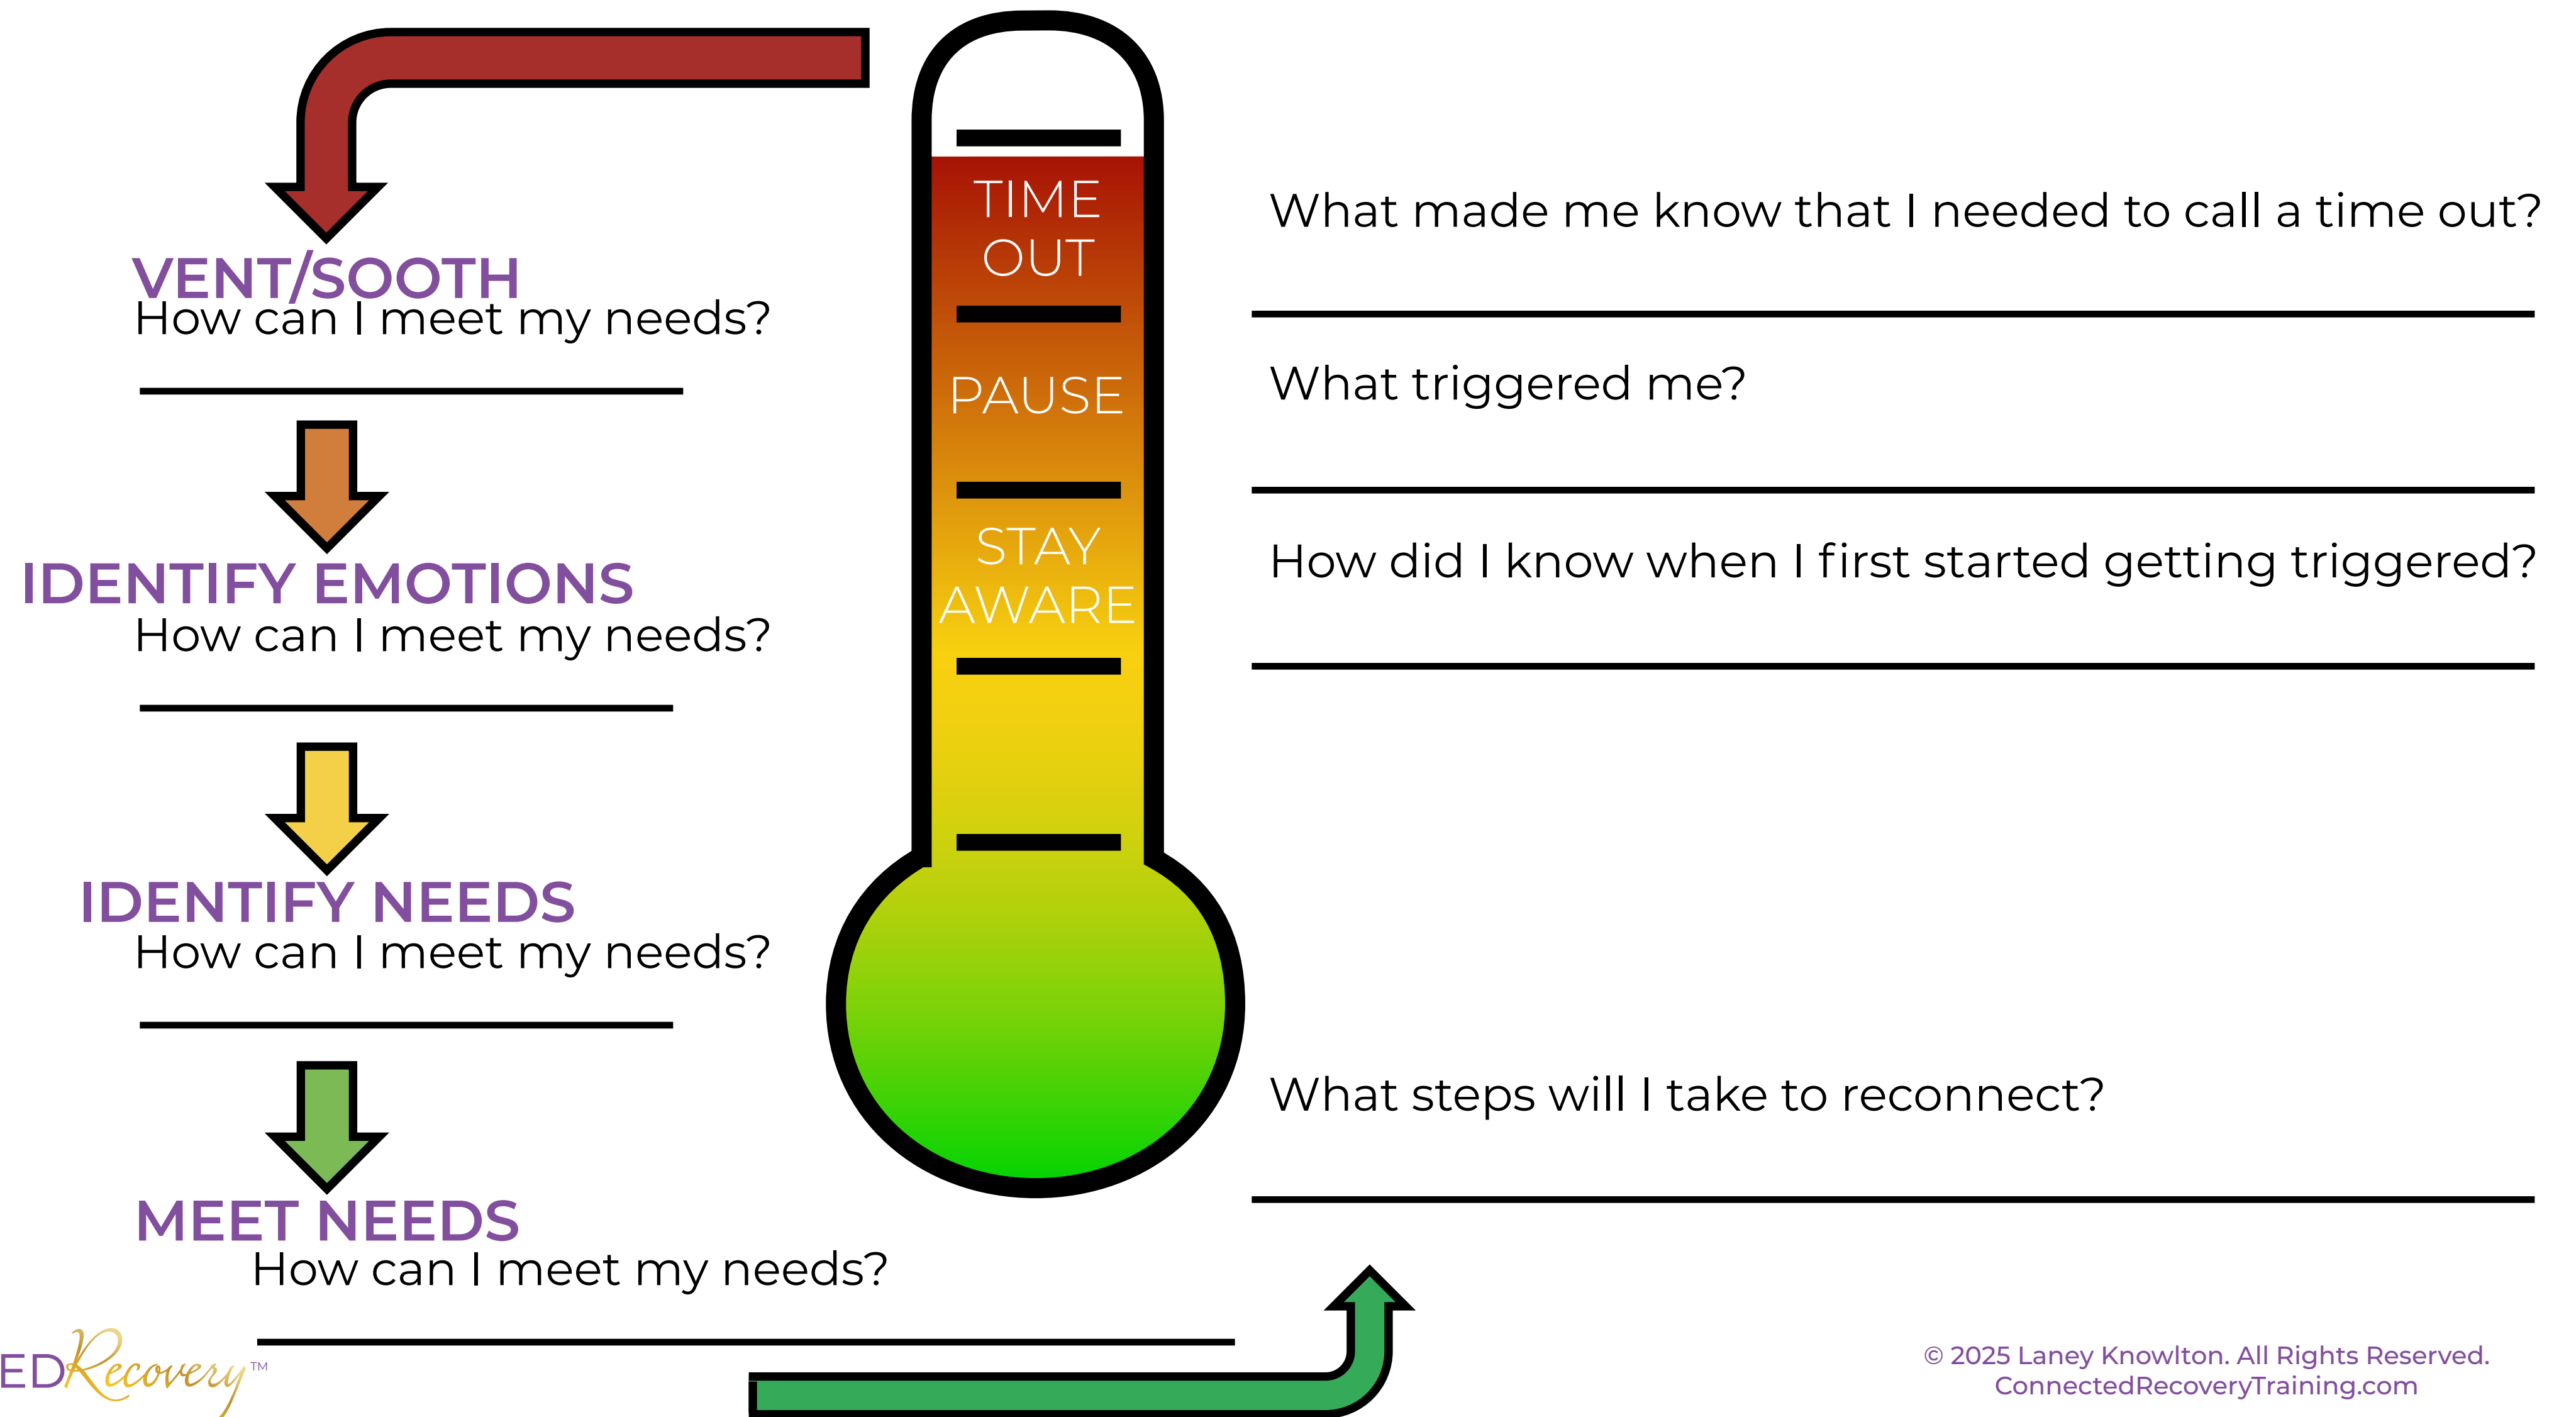 VENT/SOOTH
How can I meet my needs?
IDENTIFY EMOTIONS
How can I meet my needs?
IDENTIFY NEEDS
How can I meet my needs?
MEET NEEDS
How can I meet my needs?
TIME
OUT
PAUSE
STAY
AWARE
What made me know that I needed to call a time out?
What triggered me?
How did I know when I first started getting triggered?
What steps will I take to reconnect?
EDRecovery™
© 2025 Laney Knowlton. All Rights Reserved.
ConnectedRecoveryTraining.com